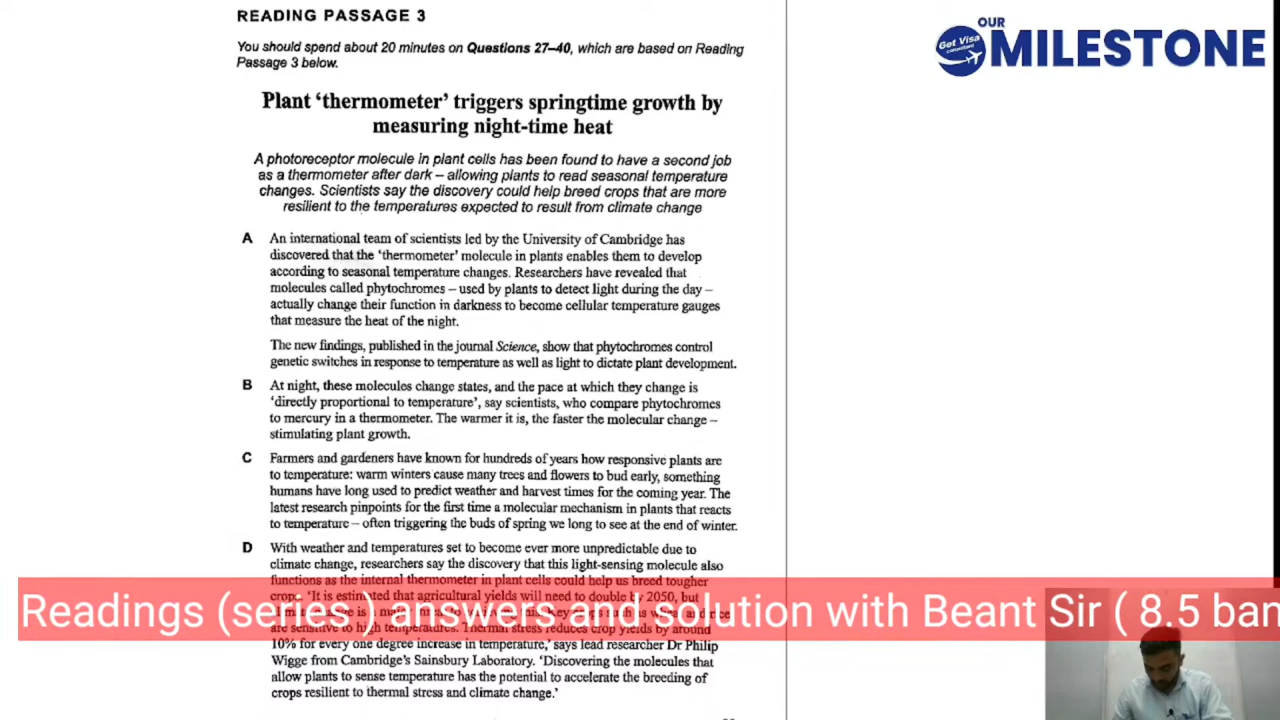 READING PASSAGE 3
You should spend about 20 minutes on Questions 27–40, which are based on Reading
Passage 3 below.
Plant ‘thermometer’ triggers springtime growth by
measuring night-time heat
A photoreceptor molecule in plant cells has been found to have a second job
as a thermometer after dark – allowing plants to read seasonal temperature
changes. Scientists say the discovery could help breed crops that are more
resilient to the temperatures expected to result from climate change
A An international team of scientists led by the University of Cambridge has
discovered that the ‘thermometer’ molecule in plants enables them to develop
according to seasonal temperature changes. Researchers have revealed that
molecules called phytochromes – used by plants to detect light during the day –
actually change their function in darkness to become cellular temperature gauges
that measure the heat of the night.
The new findings, published in the journal Science, show that phytochromes control
genetic switches in response to temperature as well as light to dictate plant development.
B At night, these molecules change states, and the pace at which they change is
‘directly proportional to temperature’, say scientists, who compare phytochromes
to mercury in a thermometer. The warmer it is, the faster the molecular change –
stimulating plant growth.
C Farmers and gardeners have known for hundreds of years how responsive plants are
to temperature: warm winters cause many trees and flowers to bud early, something
humans have long used to predict weather and harvest times for the coming year. The
latest research pinpoints for the first time a molecular mechanism in plants that reacts
to temperature – often triggering the buds of spring we long to see at the end of winter.
D With weather and temperatures set to become ever more unpredictable due to
climate change, researchers say the discovery that this light-sensing molecule also
functions as the internal thermometer in plant cells could help us breed tougher
crops. ‘It is estimated that agricultural yields will need to double by 2050, but
are sensitive to high temperatures. Thermal stress reduces crop yields by around
10% for every one degree increase in temperature,’ says lead researcher Dr Philip
Wigge from Cambridge's Sainsbury Laboratory. ‘Discovering the molecules that
allow plants to sense temperature has the potential to accelerate the breeding of
crops resilient to thermal stress and climate change.’
OUR
MILESTONE
Get Visa
consultant
Readings (series ) answers and solution with Beant Sir ( 8.5 ban